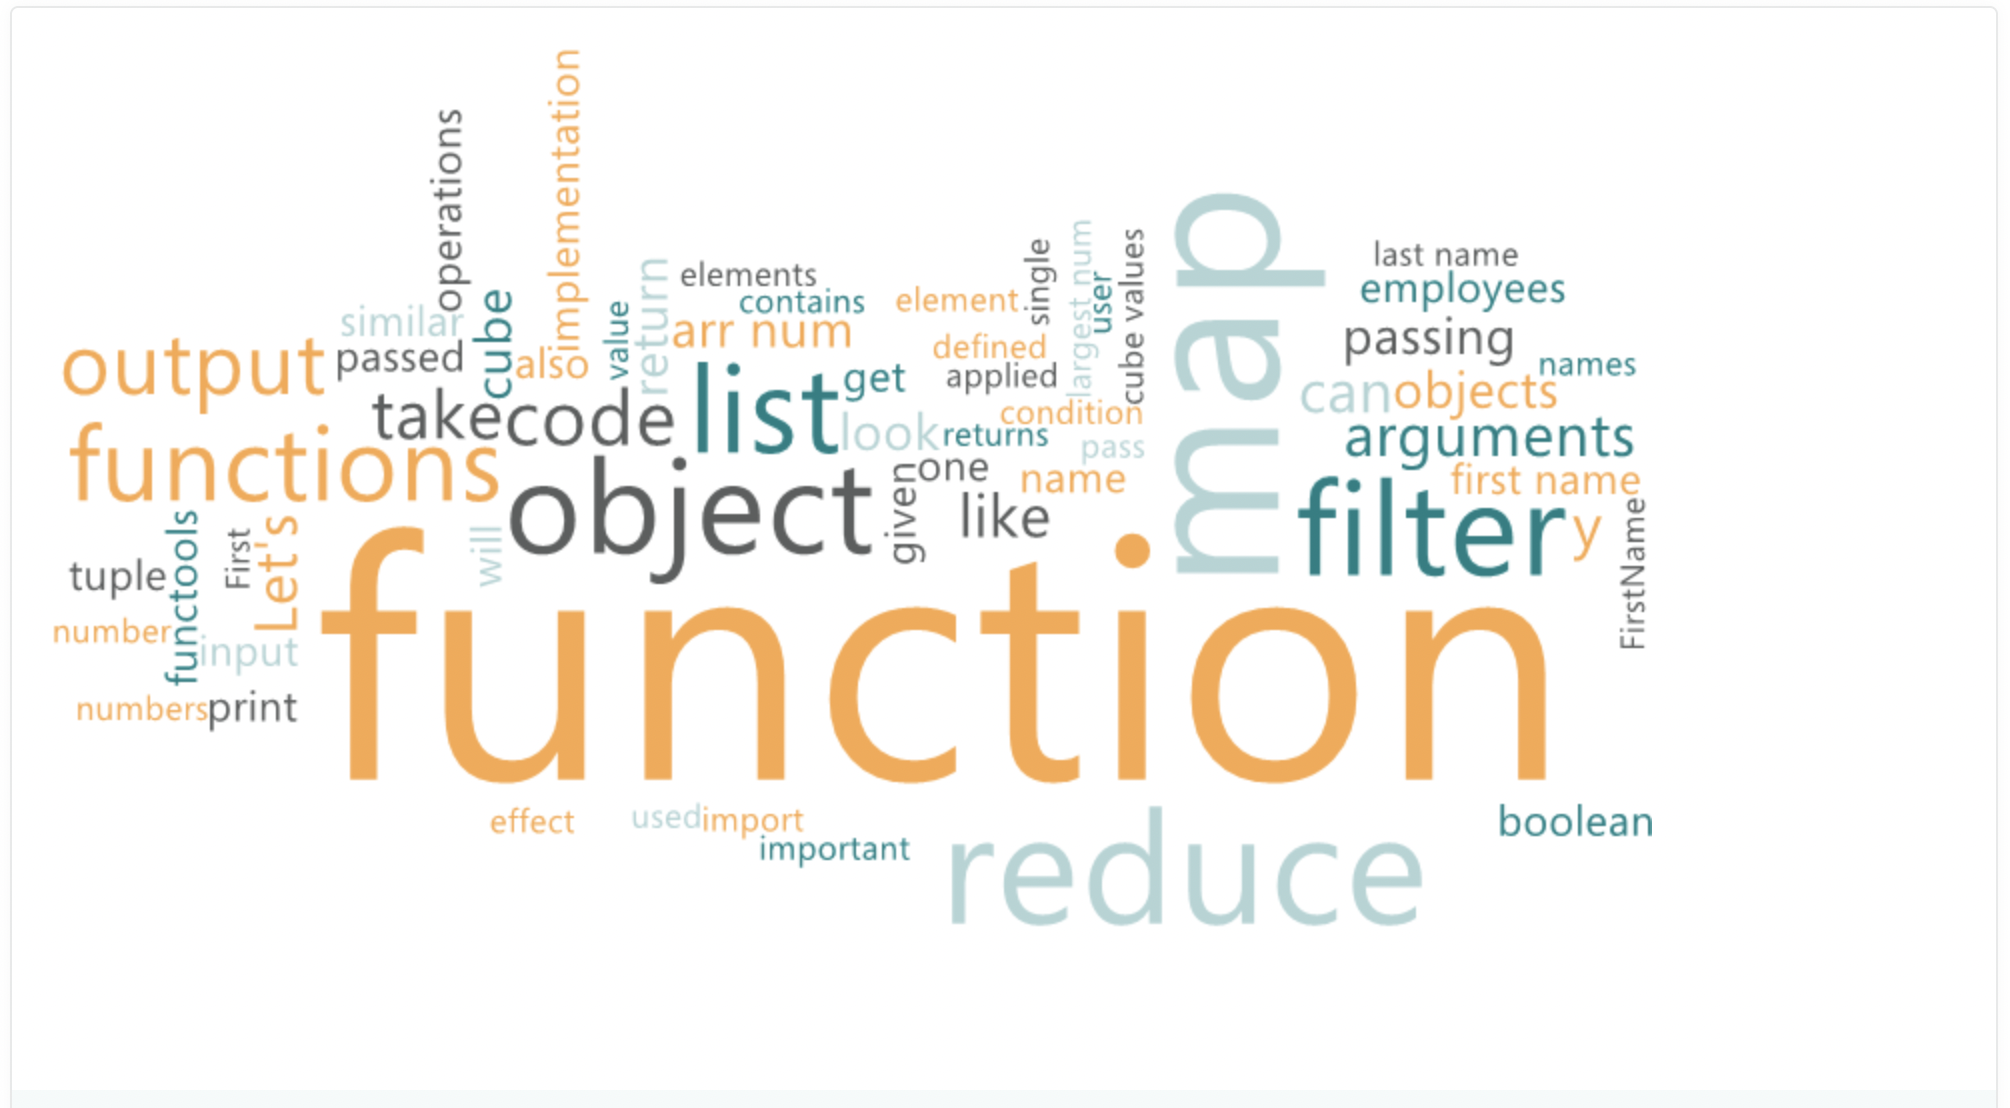 implementation
operations
map
last name
employees
elements
contains
element
single
largest num
user
cube values
return
similar
cube
value
arr num
passing
output
passed
also
defined
names
list
get
applied
can
objects
take
code
look
returns
condition
arguments
functions
pass
object
given
one
name
like
filter
first name
y
FirstName
functools
First
Let's
will
tuple
function
number
input
numbers
print
effect
used
import
important
reduce
boolean